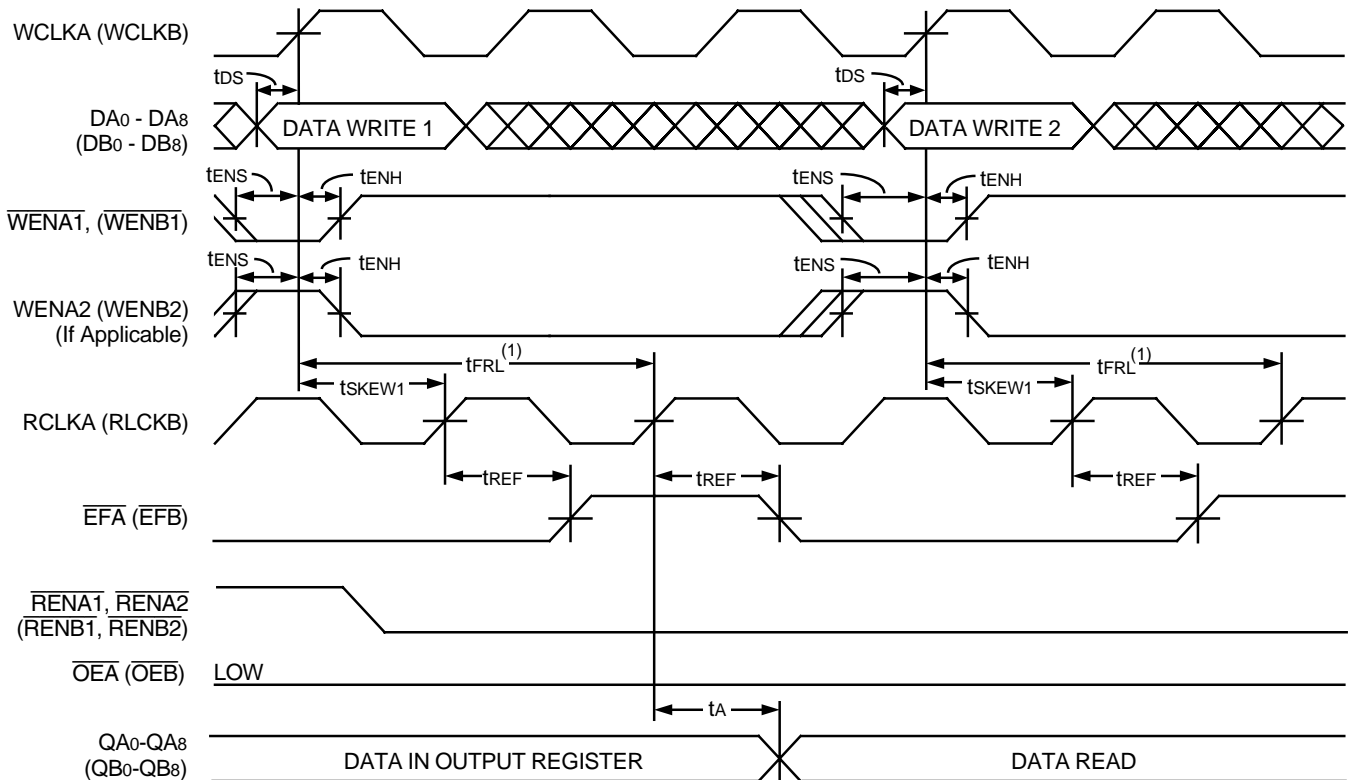 WCLKA (WCLKB)
tDS
tDS
DA0 - DA8
(DB0 - DB8)
DATA WRITE 1
DATA WRITE 2
tENS
tENH
tENS
tENH
WENA1, (WENB1)
tENS
tENH
tENS
tENH
WENA2 (WENB2)
(If Applicable)
tFRL(1)
tFRL(1)
tSKEW1
tSKEW1
RCLKA (RLCKB)
tREF
tREF
tREF
EFA (EFB)
RENA1, RENA2
(RENB1, RENB2)
OEA (OEB)
LOW
tA
QA0-QA8
(QB0-QB8)
DATA IN OUTPUT REGISTER
DATA READ